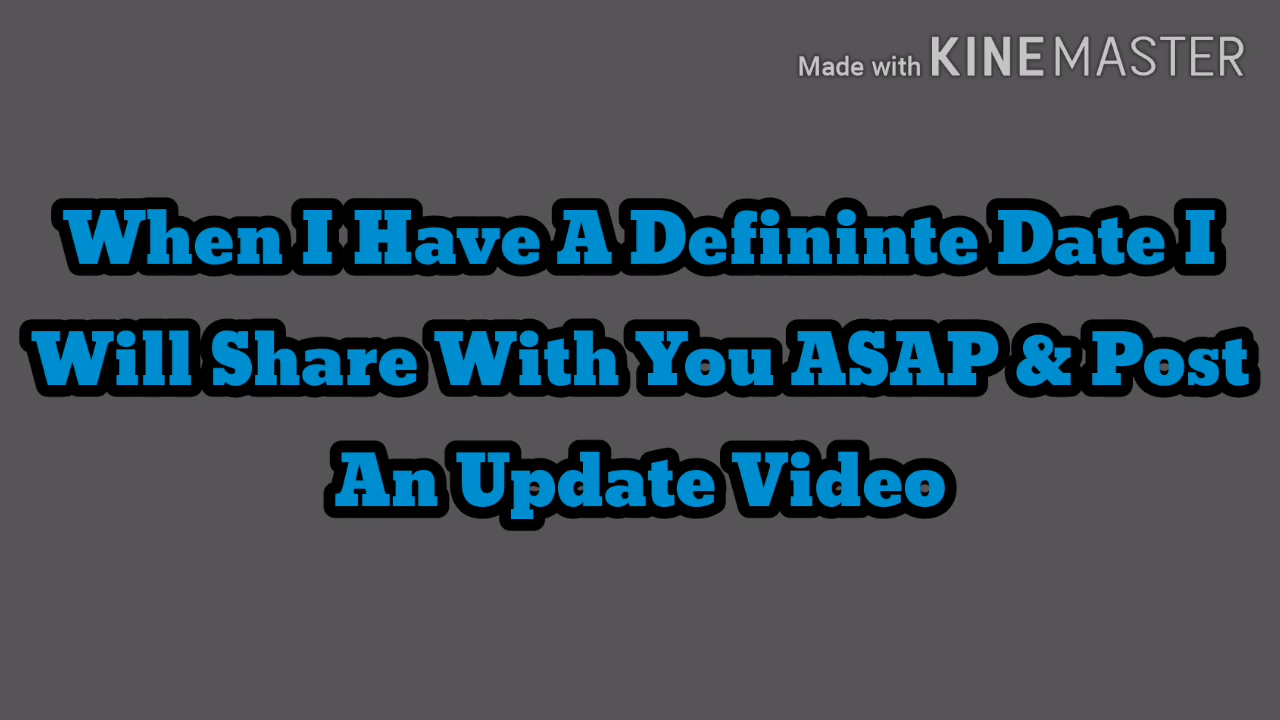 Made with KINEMASTER
When I Have A Defininte Date I
Will Share With You ASAP & Post
An Update Video